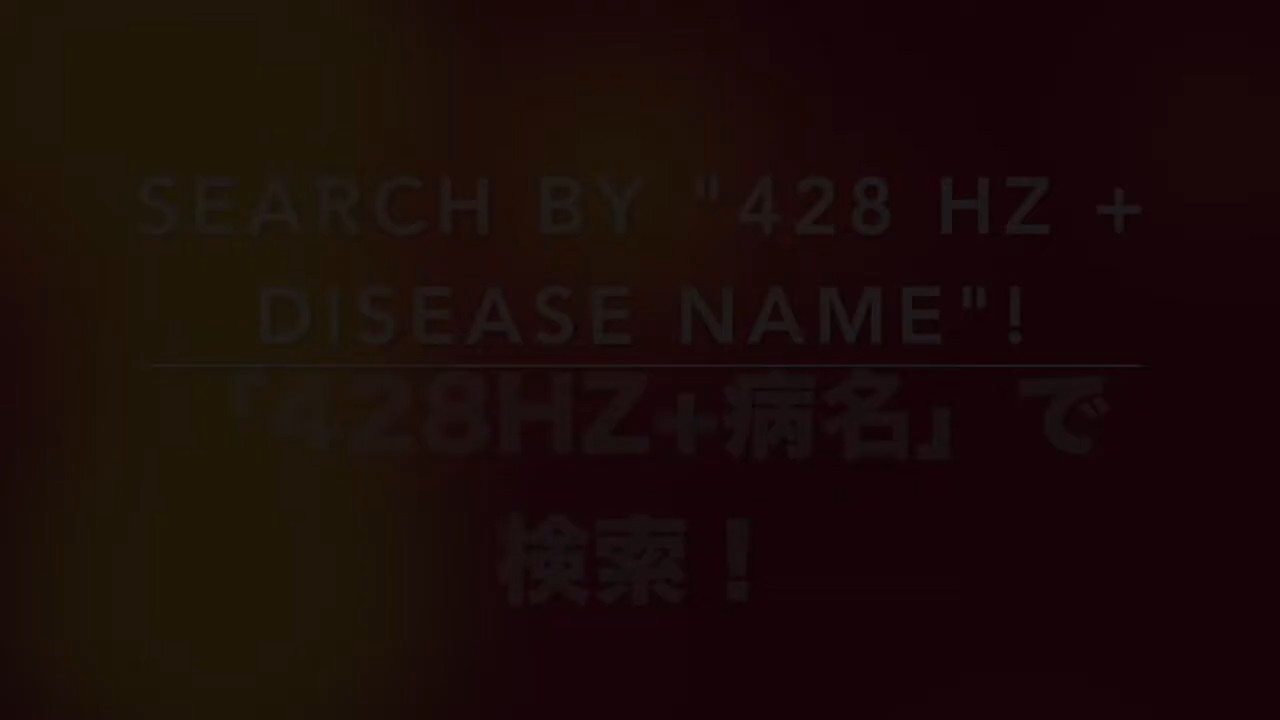 SEARCH BY "428 HZ +
DISEASE NAME"!
「428HZ+病名」で
検索！